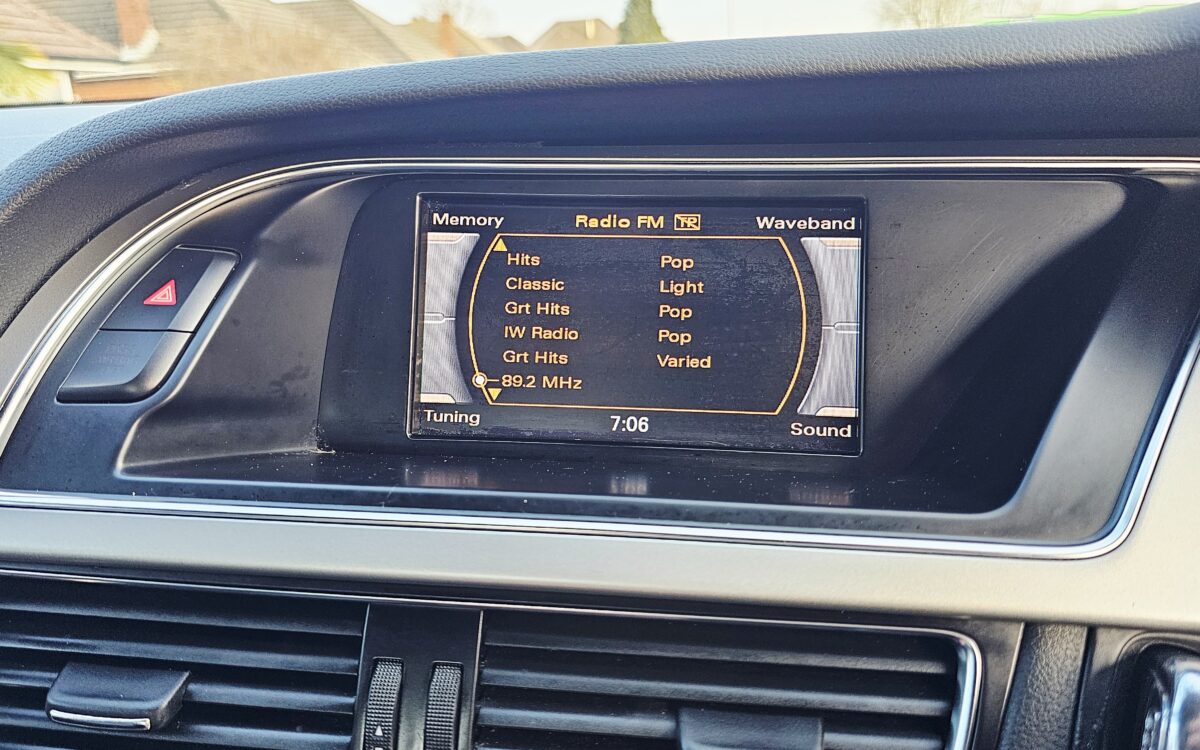 Memory Radio FM TP Waveband
Hits Pop
Classic Light
Grt Hits Pop
IW Radio Pop
Grt Hits Varied
89.2 MHz
Tuning 7:06 Sound